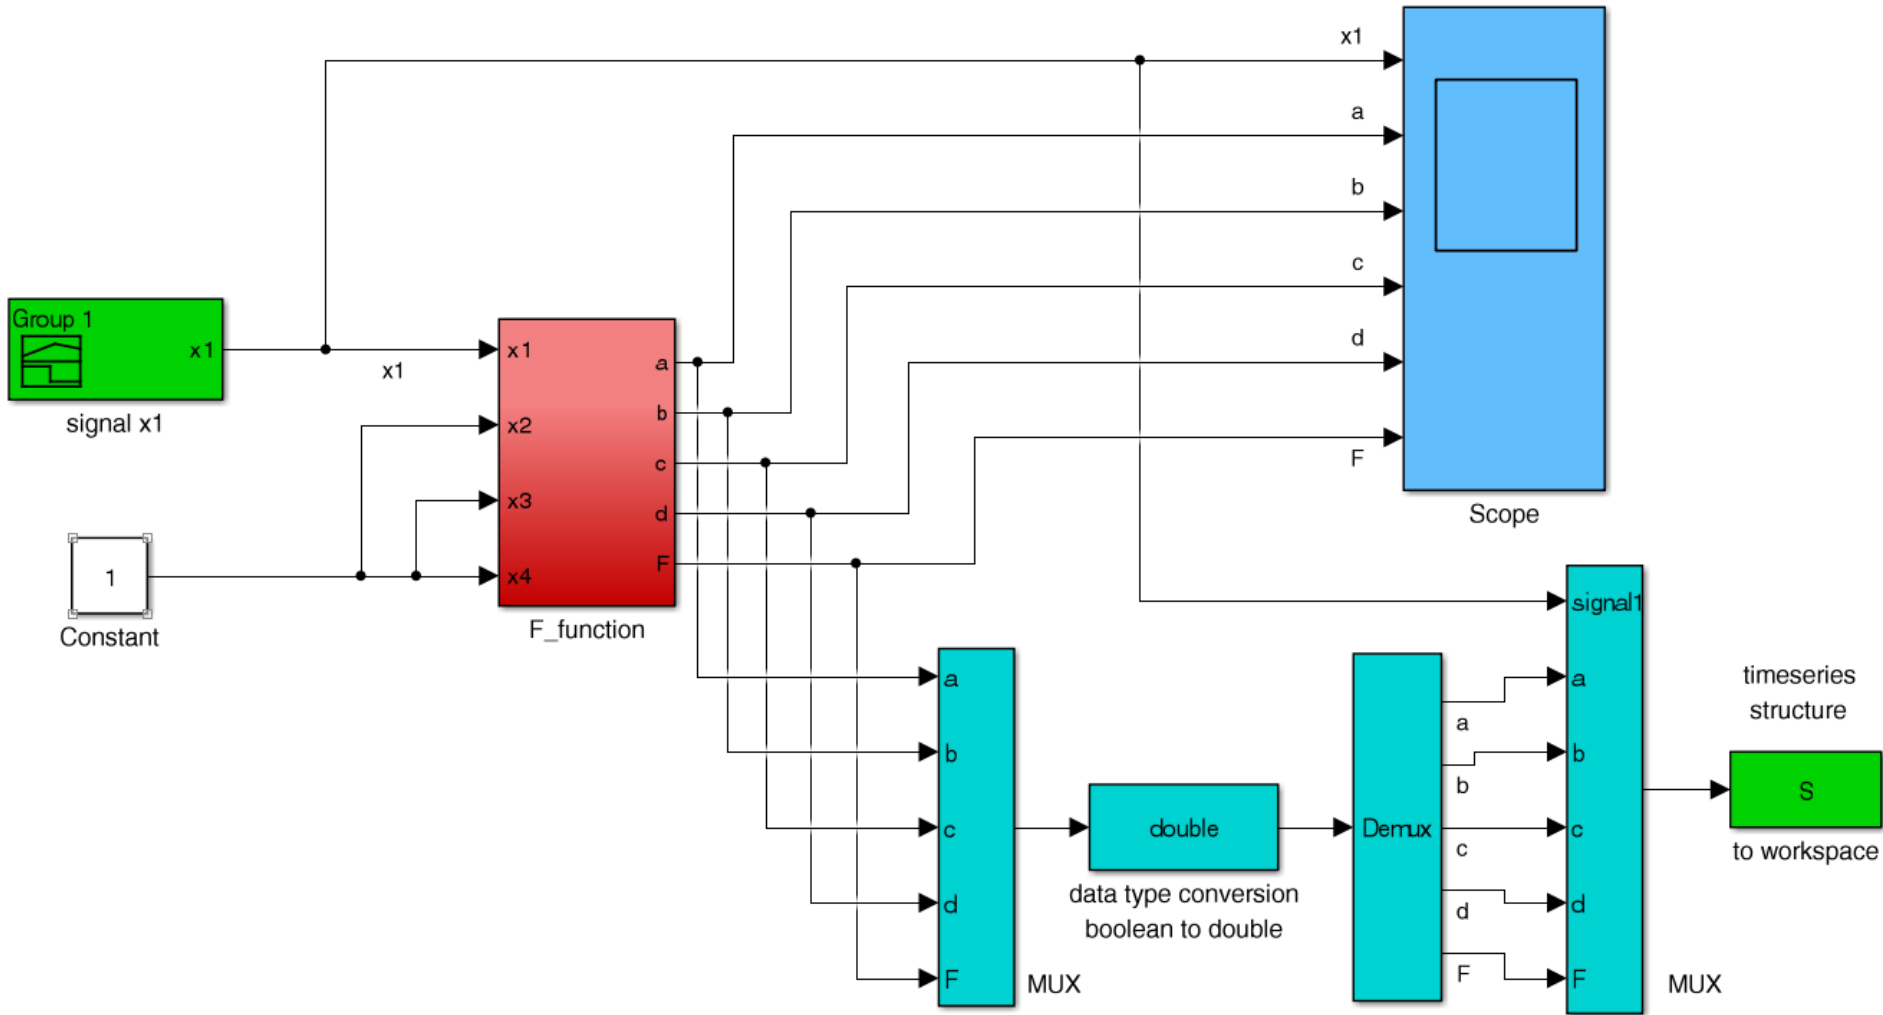 x1
a
b
c
d
F
Scope
Group 1
x1
signal x1
x1
1
Constant
x1
x2
x3
x4
a
b
c
d
F
F_function
a
b
c
d
F
MUX
double
data type conversion
boolean to double
Demux
a
b
c
d
F
signal1
a
b
c
d
F
MUX
timeseries
structure
S
to workspace